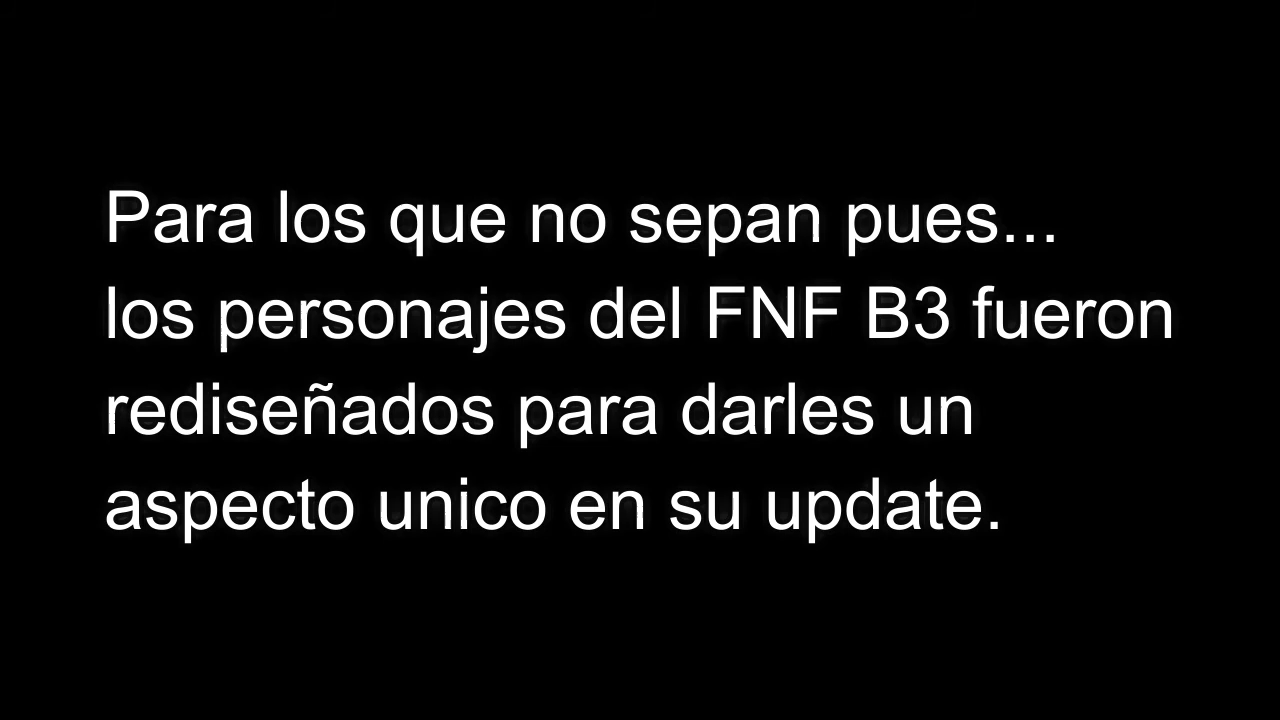 Para los que no sepan pues...
los personajes del FNF B3 fueron
rediseñados para darles un
aspecto unico en su update.